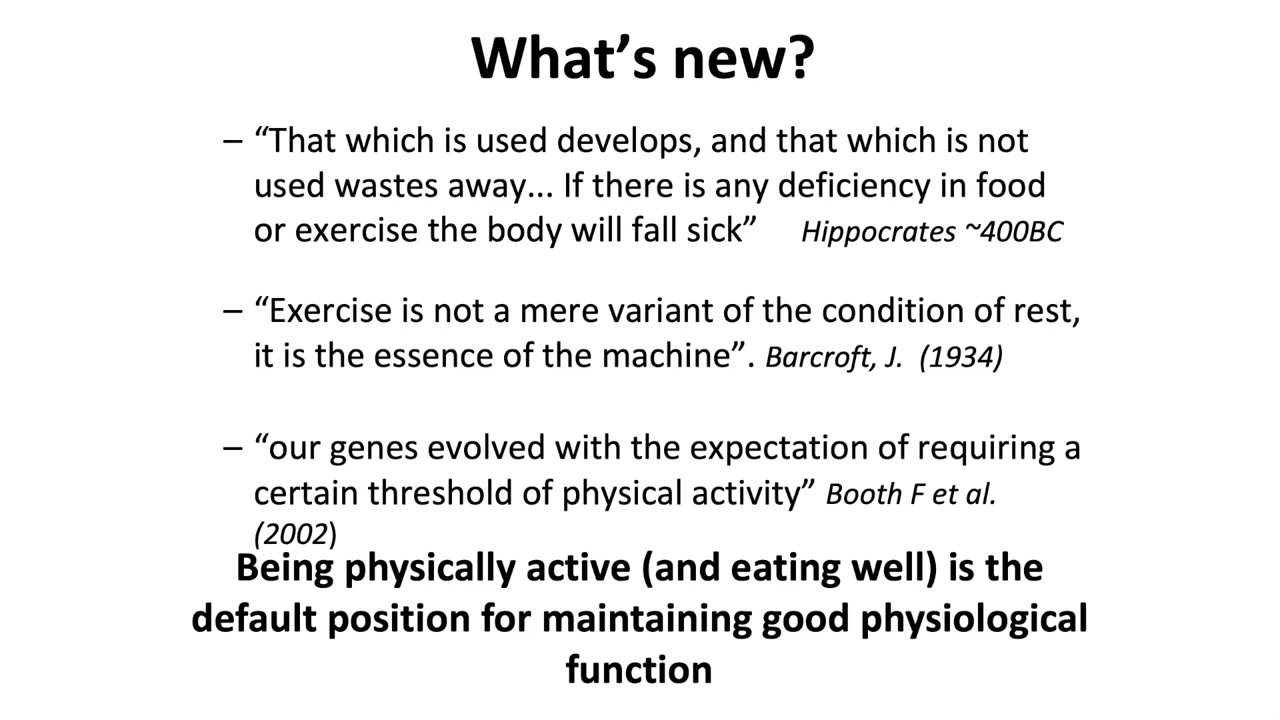 What’s new?
– “That which is used develops, and that which is not
used wastes away... If there is any deficiency in food
or exercise the body will fall sick” Hippocrates ~400BC
– “Exercise is not a mere variant of the condition of rest,
it is the essence of the machine”. Barcroft, J. (1934)
– “our genes evolved with the expectation of requiring a
certain threshold of physical activity” Booth F et al.
(2002)
Being physically active (and eating well) is the
default position for maintaining good physiological
function